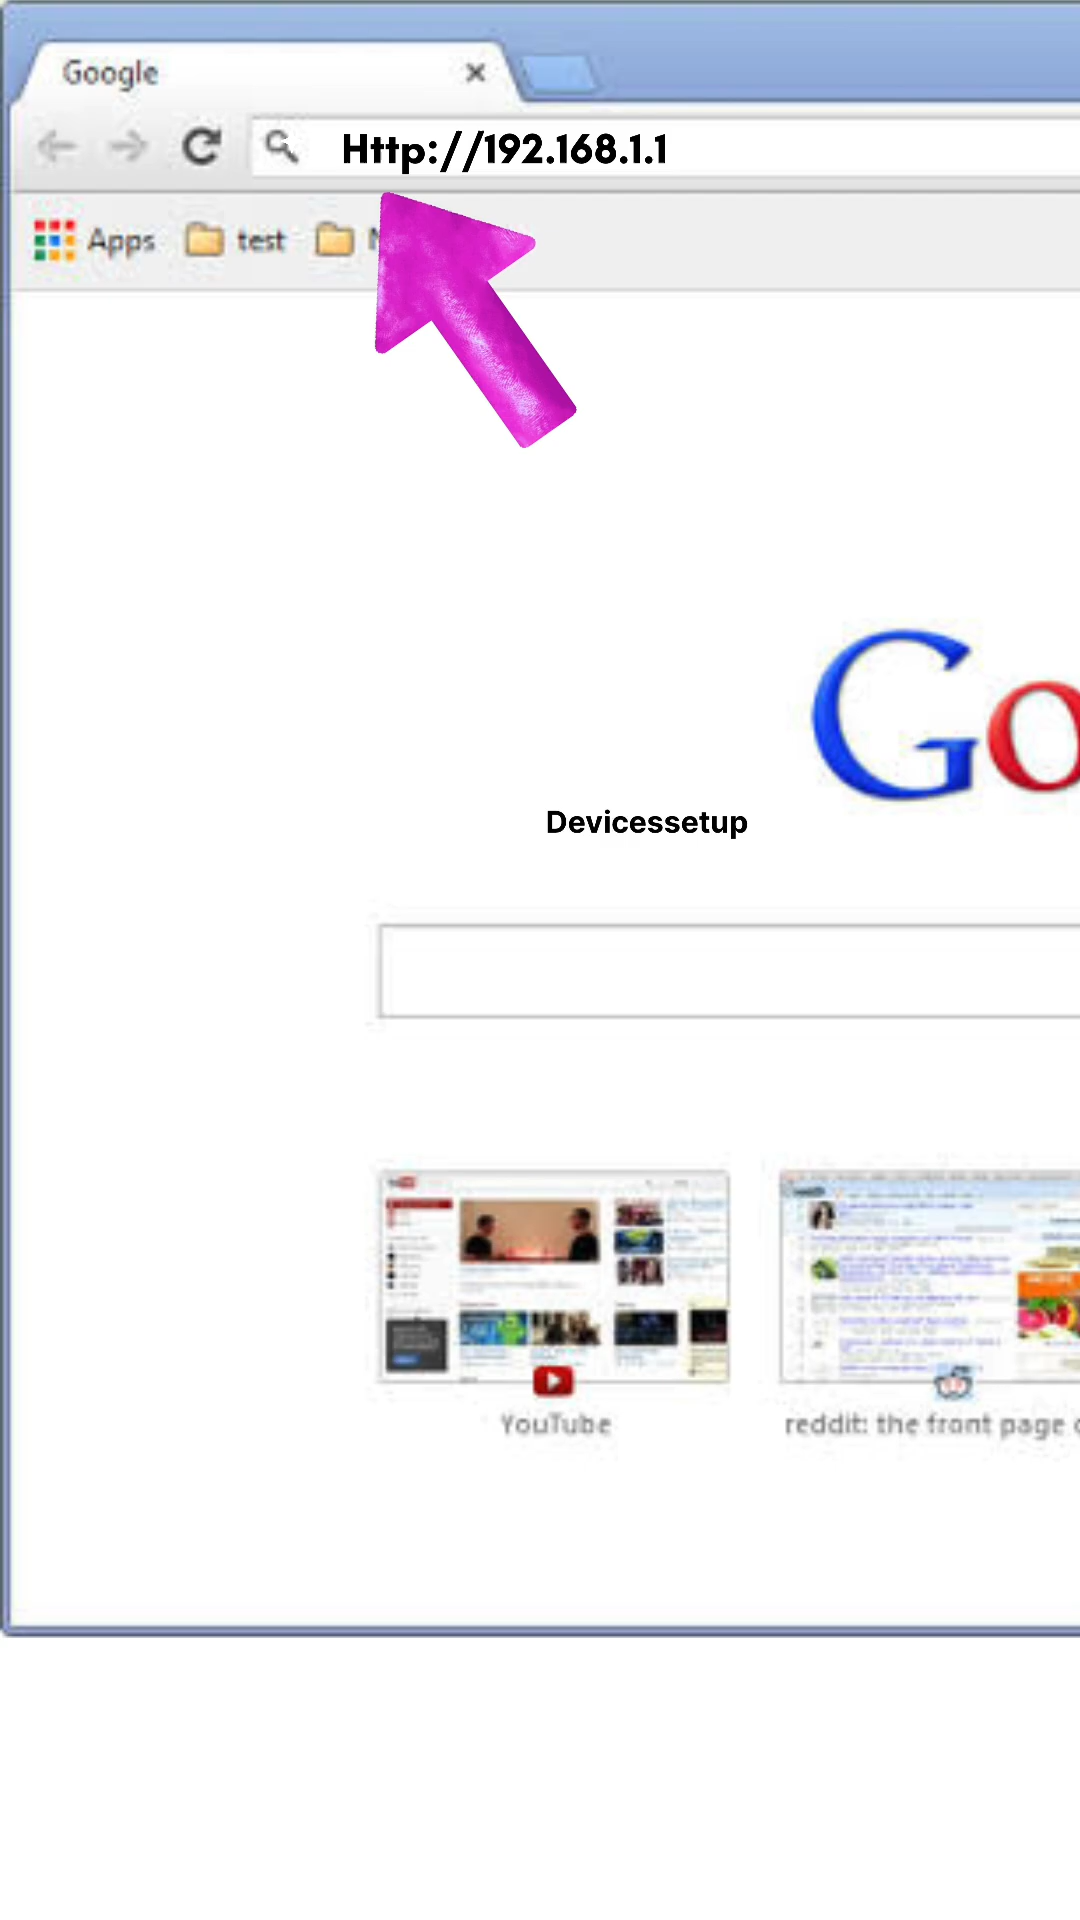 Google
Http://192.168.1.1
Apps test
Go
Devicessetup
YouTube
reddit: the front page